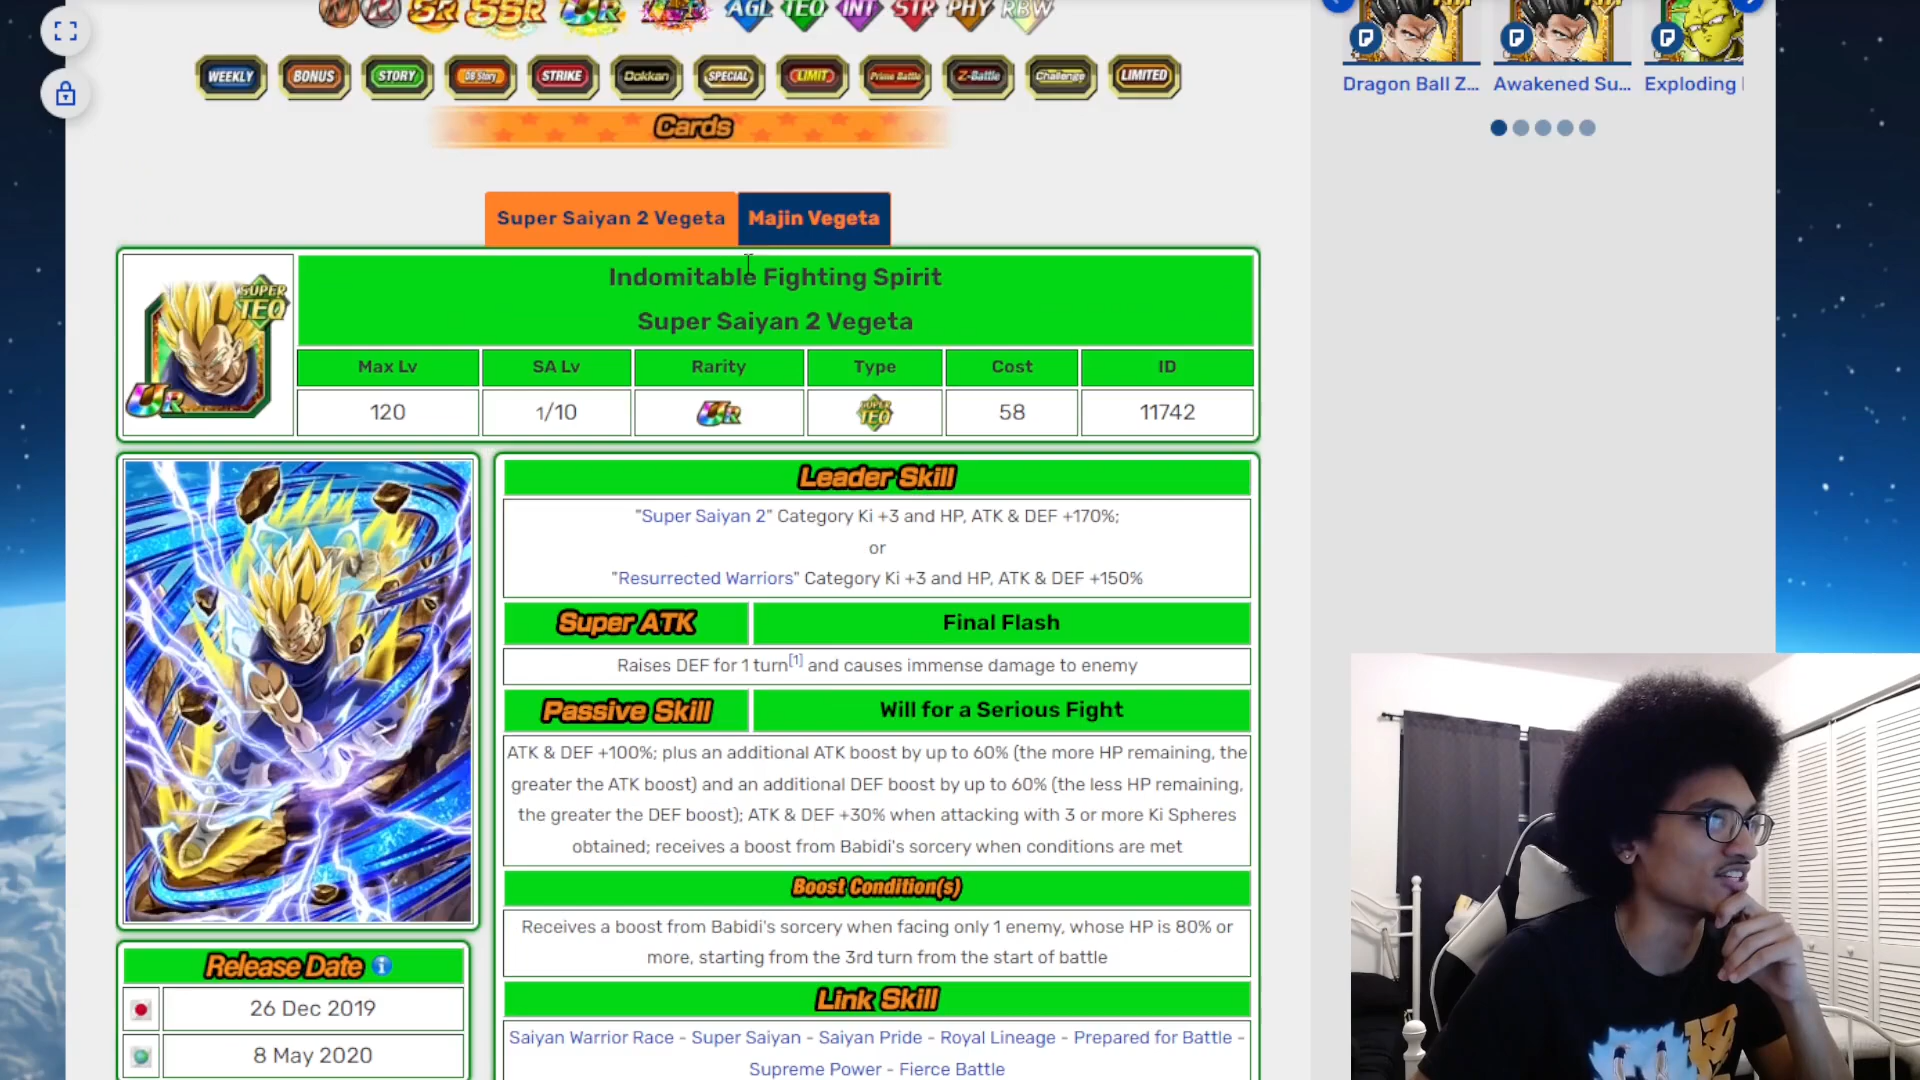 N R SR SSR UR LR AGL TEQ INT STR PHY RBW
WEEKLY BONUS STORY DB Story STRIKE Dokkan SPECIAL LIMIT Prime Battle Z-Battle Challenge LIMITED
Cards
Dragon Ball Z... Awakened Su... Exploding
Super Saiyan 2 Vegeta Majin Vegeta
SUPER TEQ
UR
Indomitable Fighting Spirit
Super Saiyan 2 Vegeta
Max Lv SA Lv Rarity Type Cost ID
120 1/10 UR SUPER TEQ 58 11742
Leader Skill
"Super Saiyan 2" Category Ki +3 and HP, ATK & DEF +170%;
or
"Resurrected Warriors" Category Ki +3 and HP, ATK & DEF +150%
Super ATK Final Flash
Raises DEF for 1 turn[1] and causes immense damage to enemy
Passive Skill Will for a Serious Fight
ATK & DEF +100%; plus an additional ATK boost by up to 60% (the more HP remaining, the
greater the ATK boost) and an additional DEF boost by up to 60% (the less HP remaining,
the greater the DEF boost); ATK & DEF +30% when attacking with 3 or more Ki Spheres
obtained; receives a boost from Babidi's sorcery when conditions are met
Boost Condition(s)
Receives a boost from Babidi's sorcery when facing only 1 enemy, whose HP is 80% or
more, starting from the 3rd turn from the start of battle
Link Skill
Saiyan Warrior Race - Super Saiyan - Saiyan Pride - Royal Lineage - Prepared for Battle -
Supreme Power - Fierce Battle
Release Date
26 Dec 2019
8 May 2020